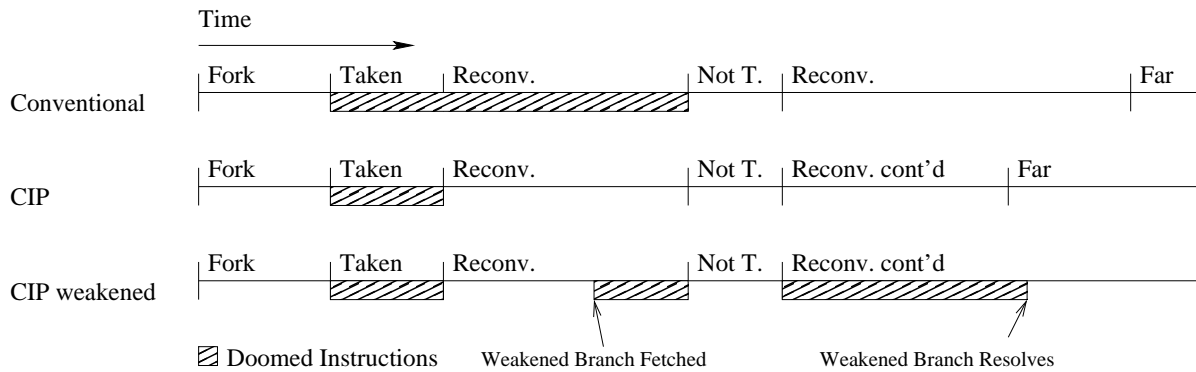 Time
Fork Taken Reconv. Not T. Reconv. Far
Conventional
Fork Taken Reconv. Not T. Reconv. cont'd Far
CIP
Fork Taken Reconv. Not T. Reconv. cont'd
CIP weakened
Doomed Instructions Weakened Branch Fetched Weakened Branch Resolves